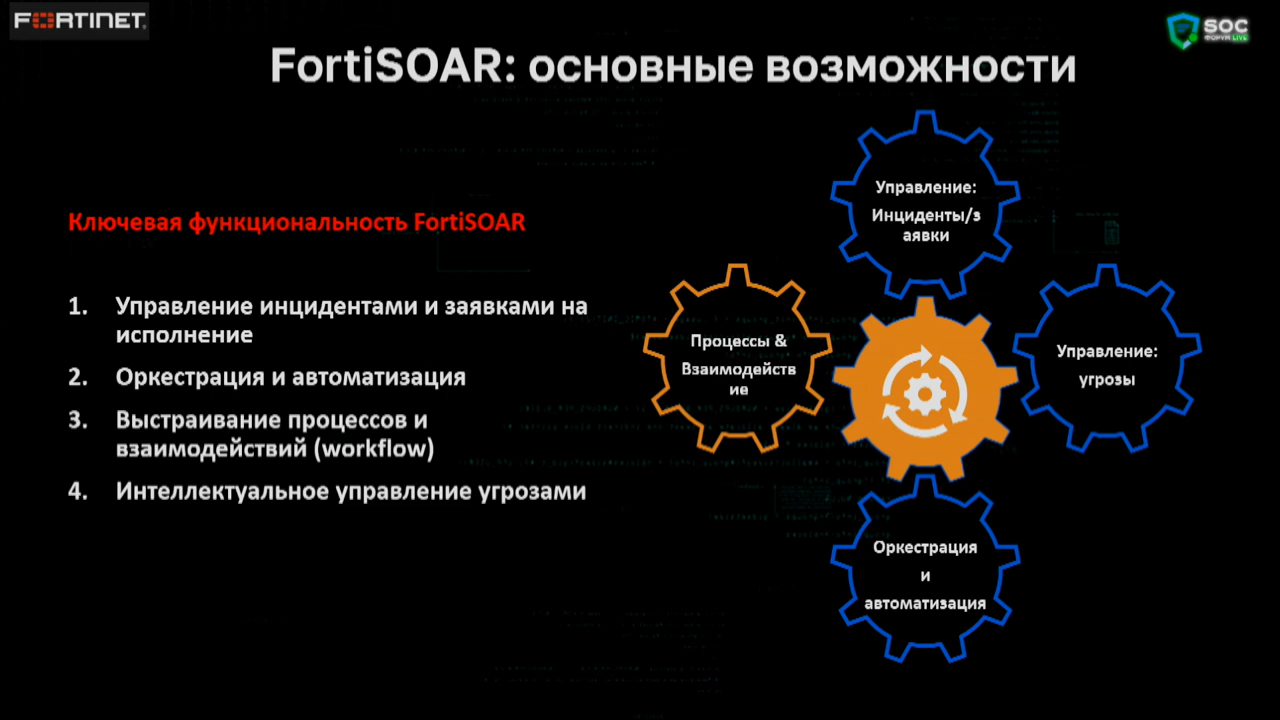 FORTINET
SOC
ФОРУМ LIVE
FortiSOAR: основные возможности
Ключевая функциональность FortiSOAR
1. Управление инцидентами и заявками на
исполнение
2. Оркестрация и автоматизация
3. Выстраивание процессов и
взаимодействий (workflow)
4. Интеллектуальное управление угрозами
Управление:
Инциденты/з
аявки
Процессы &
Взаимодейств
ие
Управление:
угрозы
Оркестрация
и
автоматизация